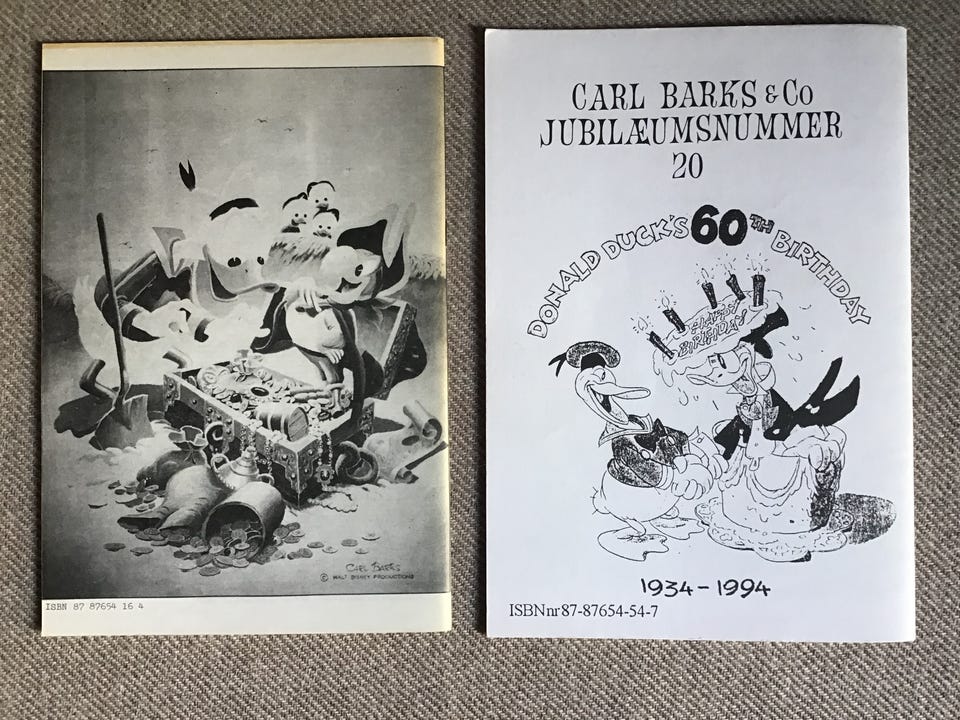 CARL BARKS
© WALT DISNEY PRODUCTIONS
ISBN 87 87654 16 4
CARL BARKS & Co
JUBILÆUMSNUMMER
20
DONALD DUCK'S 60TH BIRTHDAY
HAPPY
BIRTHDAY
1934-1994
ISBNnr87-87654-54-7